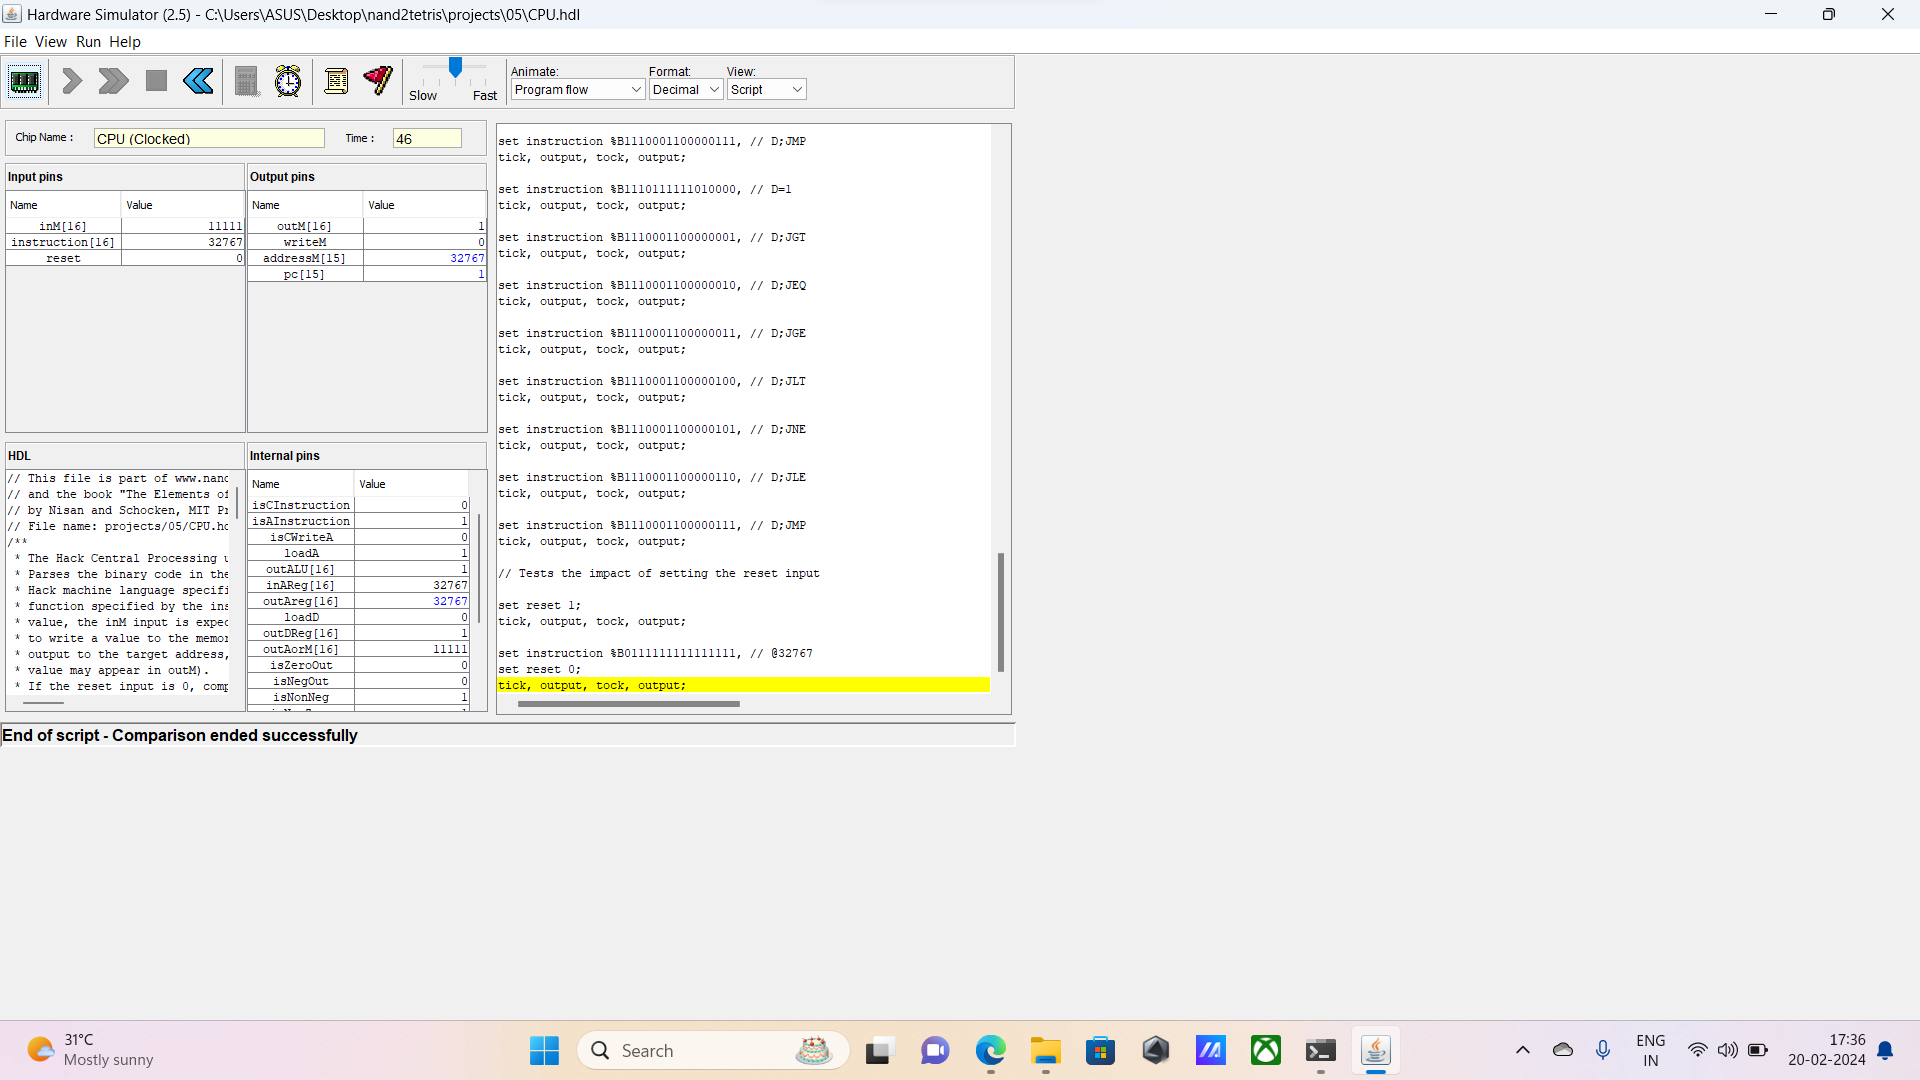 Hardware Simulator (2.5) - C:\Users\ASUS\Desktop\nand2tetris\projects\05\CPU.hdl
File View Run Help
Slow Fast
Animate: Format: View:
Program flow Decimal Script
Chip Name : CPU (Clocked) Time : 46
Input pins
Name Value
inM[16] 11111
instruction[16] 32767
reset 0
Output pins
Name Value
outM[16] 1
writeM 0
addressM[15] 32767
pc[15] 1
HDL
// This file is part of www.nand
// and the book "The Elements of
// by Nisan and Schocken, MIT Pr
// File name: projects/05/CPU.hd
/**
* The Hack Central Processing u
* Parses the binary code in the
* Hack machine language specifi
* function specified by the ins
* value, the inM input is expec
* to write a value to the memor
* output to the target address,
* value may appear in outM).
* If the reset input is 0, comp
Internal pins
Name Value
isCInstruction 0
isAInstruction 1
isCWriteA 0
loadA 1
outALU[16] 1
inAReg[16] 32767
outAreg[16] 32767
loadD 0
outDReg[16] 1
outAorM[16] 11111
isZeroOut 0
isNegOut 0
isNonNeg 1
set instruction %B1110001100000111, // D;JMP
tick, output, tock, output;
set instruction %B1110111111010000, // D=1
tick, output, tock, output;
set instruction %B1110001100000001, // D;JGT
tick, output, tock, output;
set instruction %B1110001100000010, // D;JEQ
tick, output, tock, output;
set instruction %B1110001100000011, // D;JGE
tick, output, tock, output;
set instruction %B1110001100000100, // D;JLT
tick, output, tock, output;
set instruction %B1110001100000101, // D;JNE
tick, output, tock, output;
set instruction %B1110001100000110, // D;JLE
tick, output, tock, output;
set instruction %B1110001100000111, // D;JMP
tick, output, tock, output;
// Tests the impact of setting the reset input
set reset 1;
tick, output, tock, output;
set instruction %B0111111111111111, // @32767
set reset 0;
tick, output, tock, output;
End of script - Comparison ended successfully
31°C
Mostly sunny
Search
ENG
IN
17:36
20-02-2024